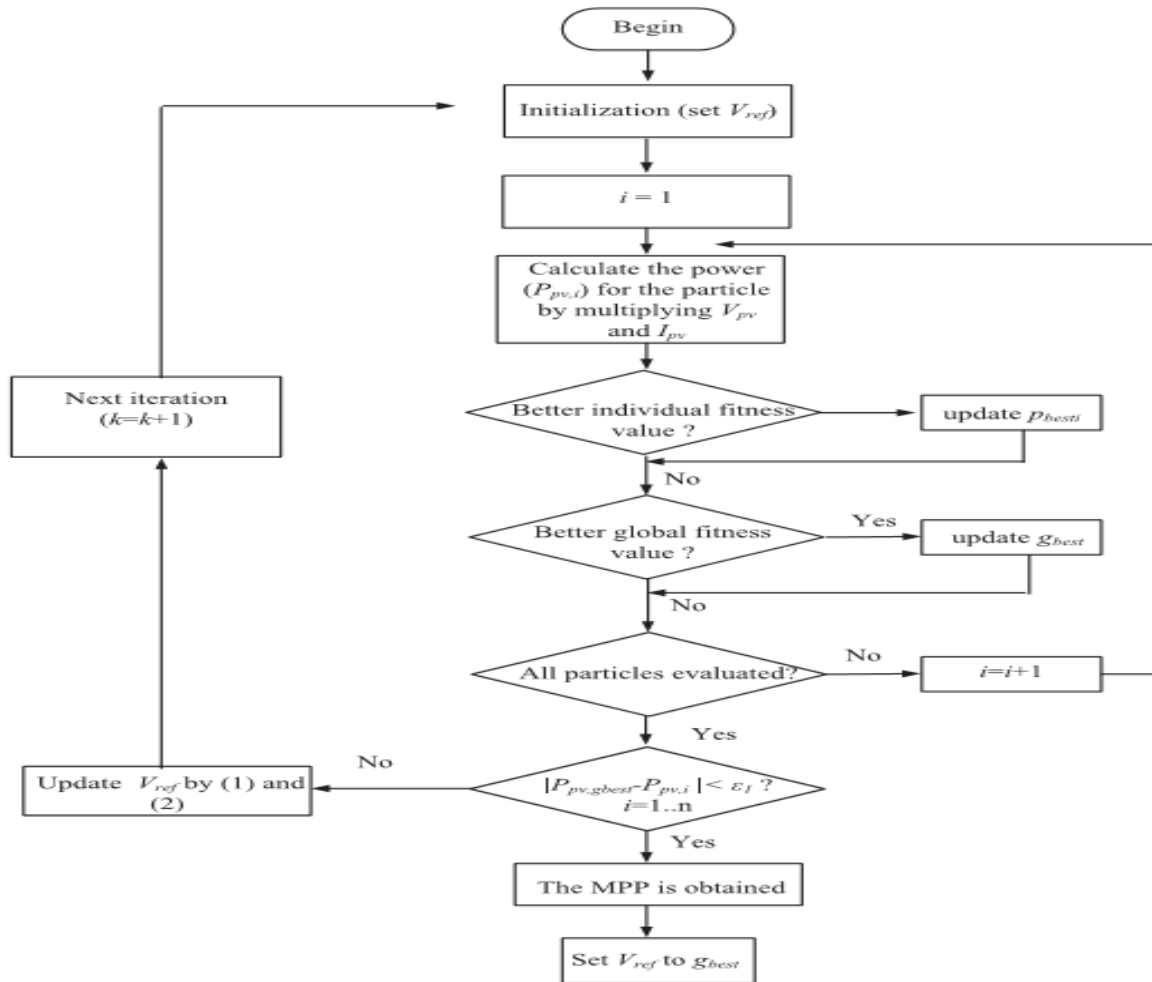 Begin
Initialization (set Vref)
i = 1
Calculate the power
(Ppv,i) for the particle
by multiplying Vpv
and Ipv
Next iteration
(k=k+1)
Better individual fitness
value ?
update pbesti
No
Better global fitness
value ?
Yes
update gbest
No
All particles evaluated?
No
i=i+1
Yes
No
Update Vref by (1) and
(2)
|Ppv,gbest-Ppv,i | < ε1 ?
i=1..n
Yes
The MPP is obtained
Set Vref to gbest